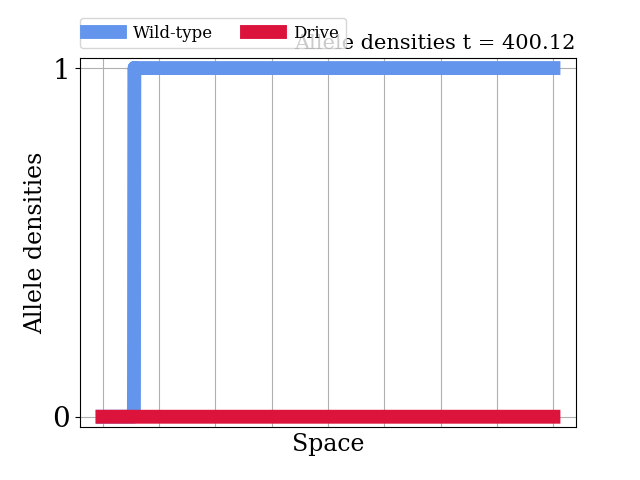 Wild-type Drive
Allele densities t = 400.12
1
Allele densities
0
Space